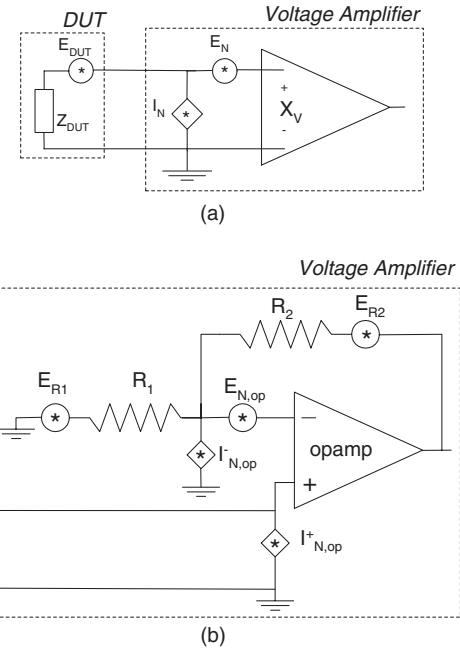 DUT
Voltage Amplifier
E_DUT
E_N
*
*
Z_DUT
I_N
*
+
X_V
-
(a)
Voltage Amplifier
R_2
E_R2
*
E_R1
R_1
E_N,op
*
*
−
opamp
I^-_N,op
*
+
I^+_N,op
*
(b)